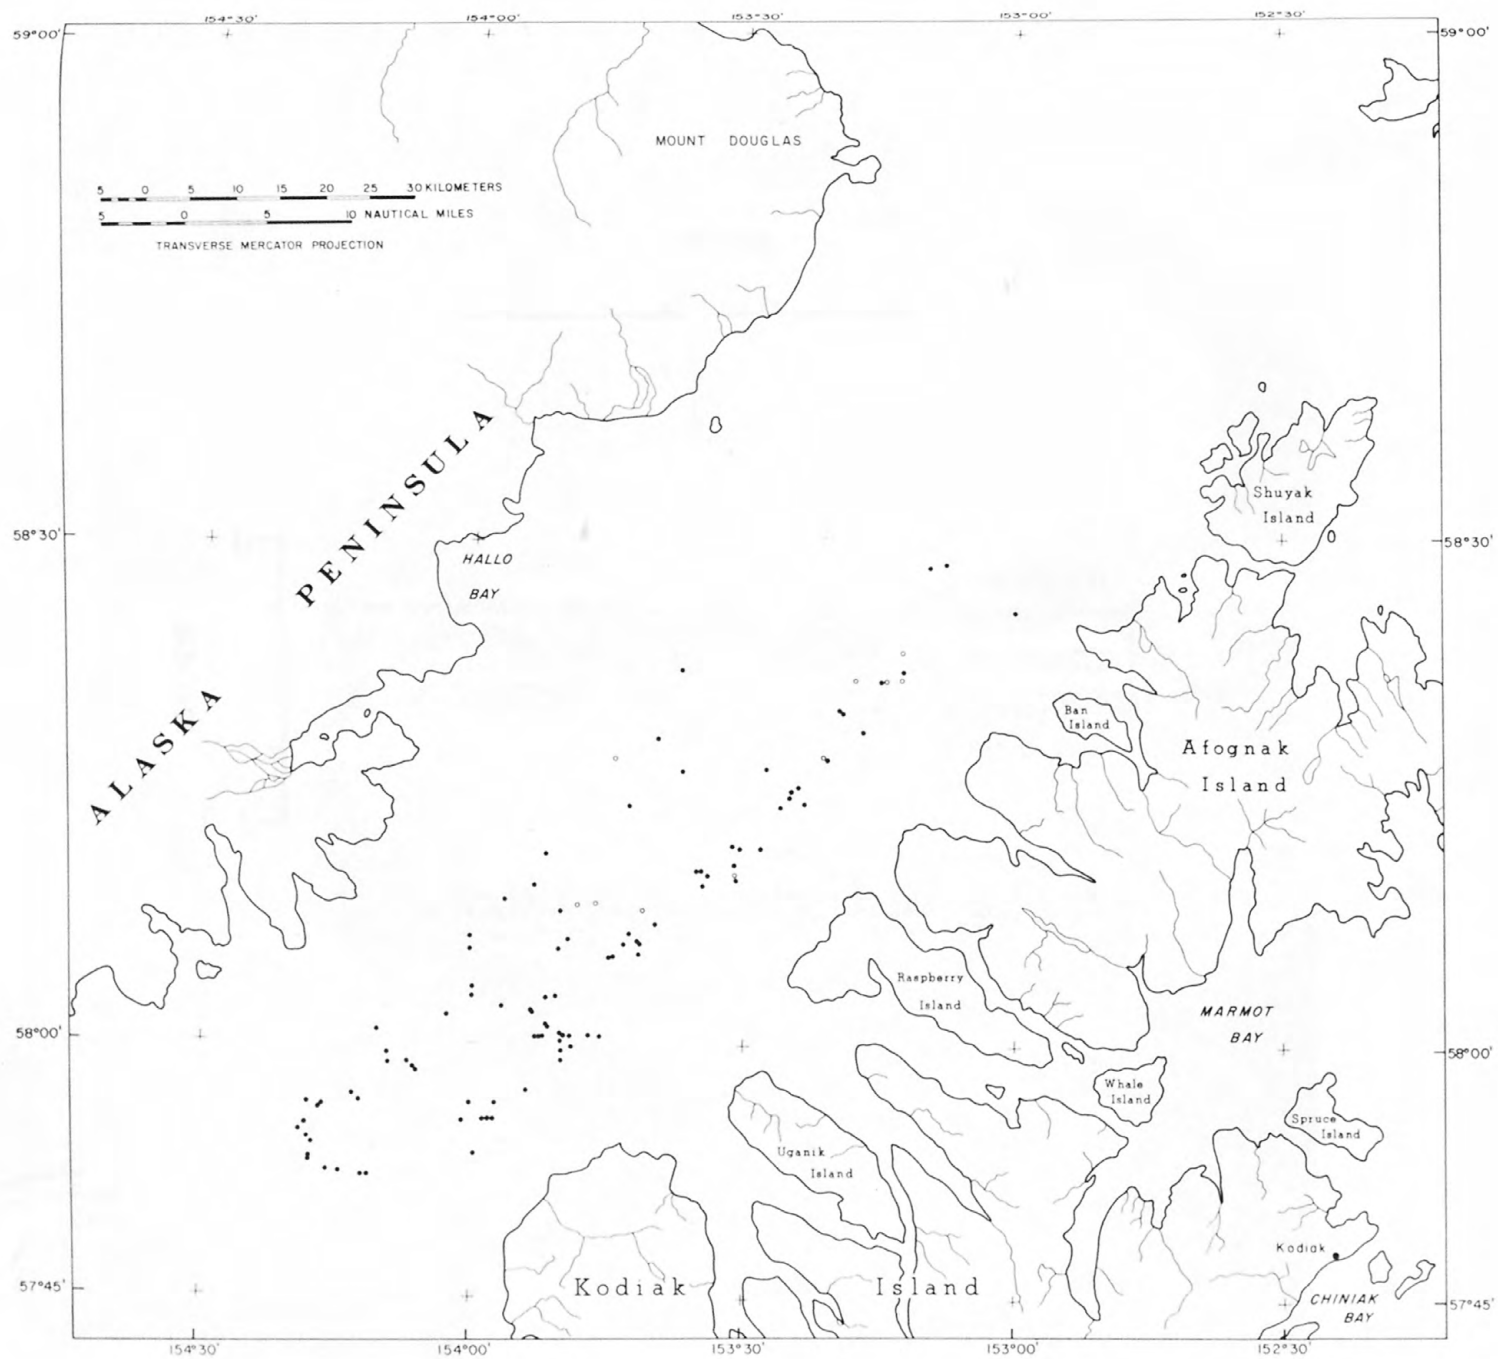 154°30' 154°00' 153°30' 153°00' 152°30'
59°00' 59°00'
MOUNT DOUGLAS
5 0 5 10 15 20 25 30 KILOMETERS
5 0 5 10 NAUTICAL MILES
TRANSVERSE MERCATOR PROJECTION
ALASKA PENINSULA
Shuyak
Island
58°30' 58°30'
HALLO
BAY
Ban
Island
Afognak
Island
Raspberry
Island
MARMOT
BAY
58°00' 58°00'
Whale
Island
Spruce
Island
Uganik
Island
Kodiak
Kodiak Island
57°45' 57°45'
CHINIAK
BAY
154°30' 154°00' 153°30' 153°00' 152°30'